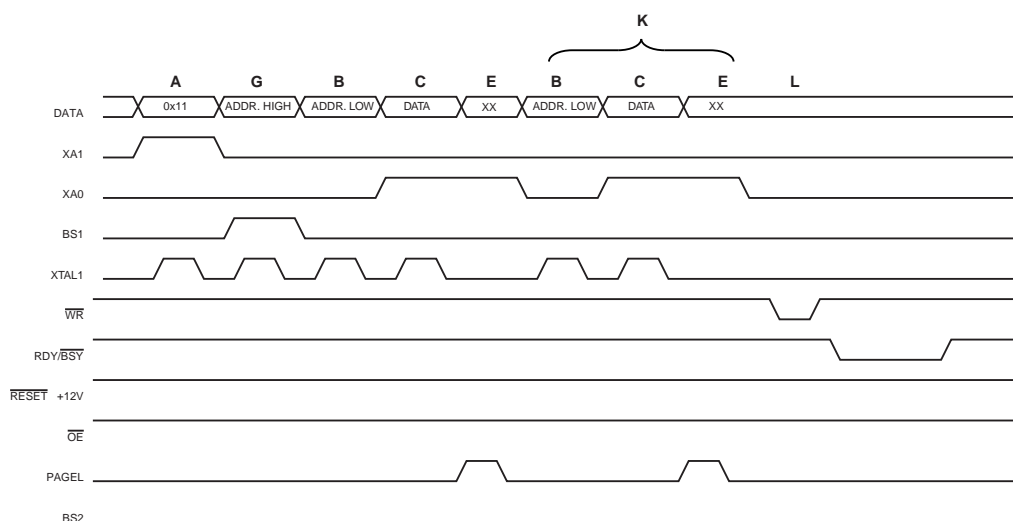 K
A G B C E B C E L
DATA 0x11 ADDR. HIGH ADDR. LOW DATA XX ADDR. LOW DATA XX
XA1
XA0
BS1
XTAL1
WR
RDY/BSY
RESET +12V
OE
PAGEL
BS2